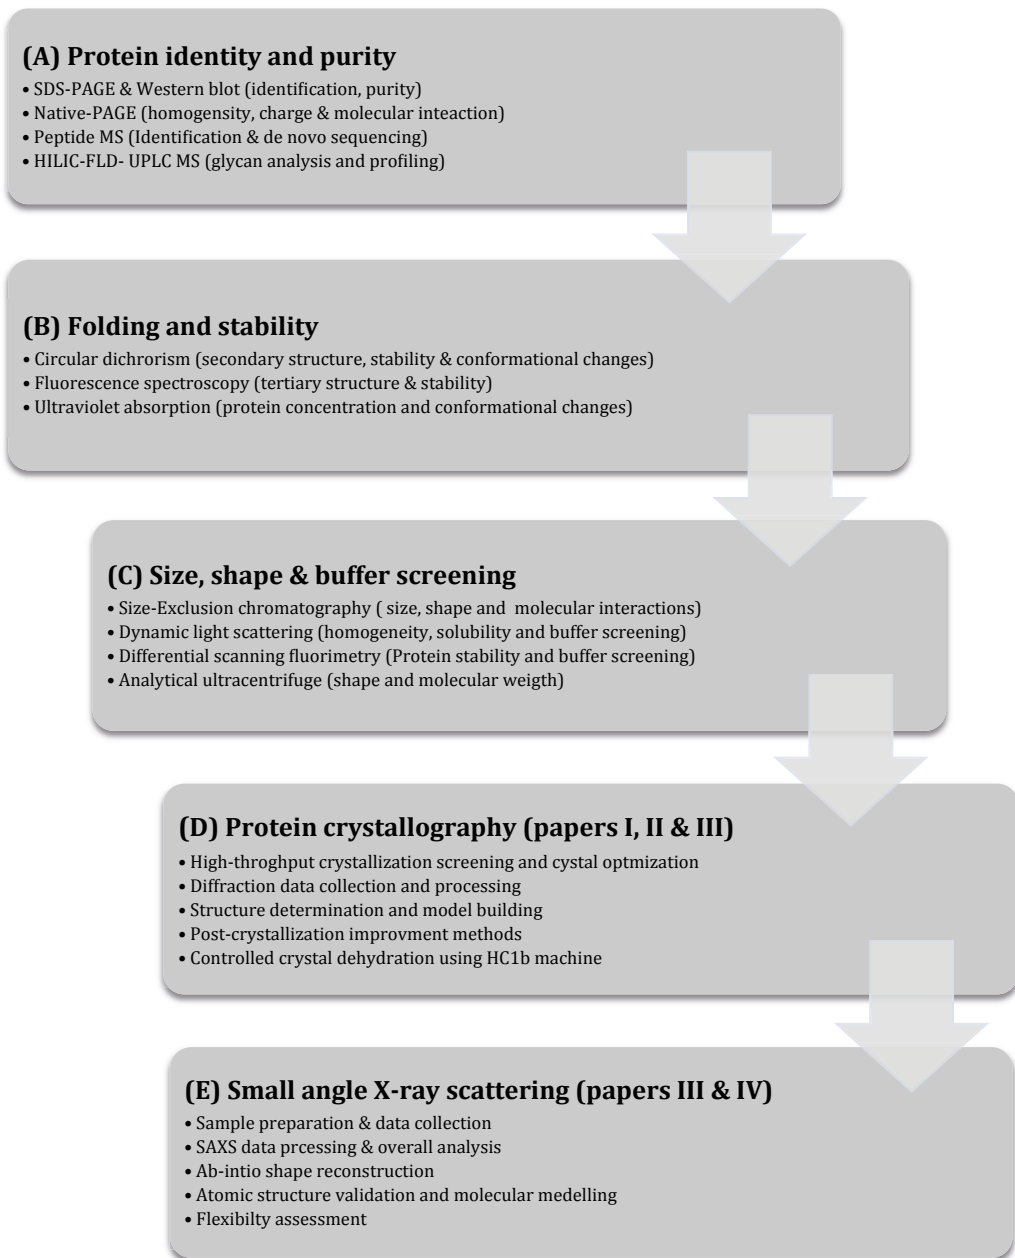 (A) Protein identity and purity
• SDS-PAGE & Western blot (identification, purity)
• Native-PAGE (homogensity, charge & molecular inteaction)
• Peptide MS (Identification & de novo sequencing)
• HILIC-FLD- UPLC MS (glycan analysis and profiling)
(B) Folding and stability
• Circular dichrorism (secondary structure, stability & conformational changes)
• Fluorescence spectroscopy (tertiary structure & stability)
• Ultraviolet absorption (protein concentration and conformational changes)
(C) Size, shape & buffer screening
• Size-Exclusion chromatography ( size, shape and  molecular interactions)
• Dynamic light scattering (homogeneity, solubility and buffer screening)
• Differential scanning fluorimetry (Protein stability and buffer screening)
• Analytical ultracentrifuge (shape and molecular weigth)
(D) Protein crystallography (papers I, II & III)
• High-throghput crystallization screening and cystal optmization
• Diffraction data collection and processing
• Structure determination and model building
• Post-crystallization improvment methods
• Controlled crystal dehydration using HC1b machine
(E) Small angle X-ray scattering (papers III & IV)
• Sample preparation & data collection
• SAXS data prcessing & overall analysis
• Ab-intio shape reconstruction
• Atomic structure validation and molecular medelling
• Flexibilty assessment